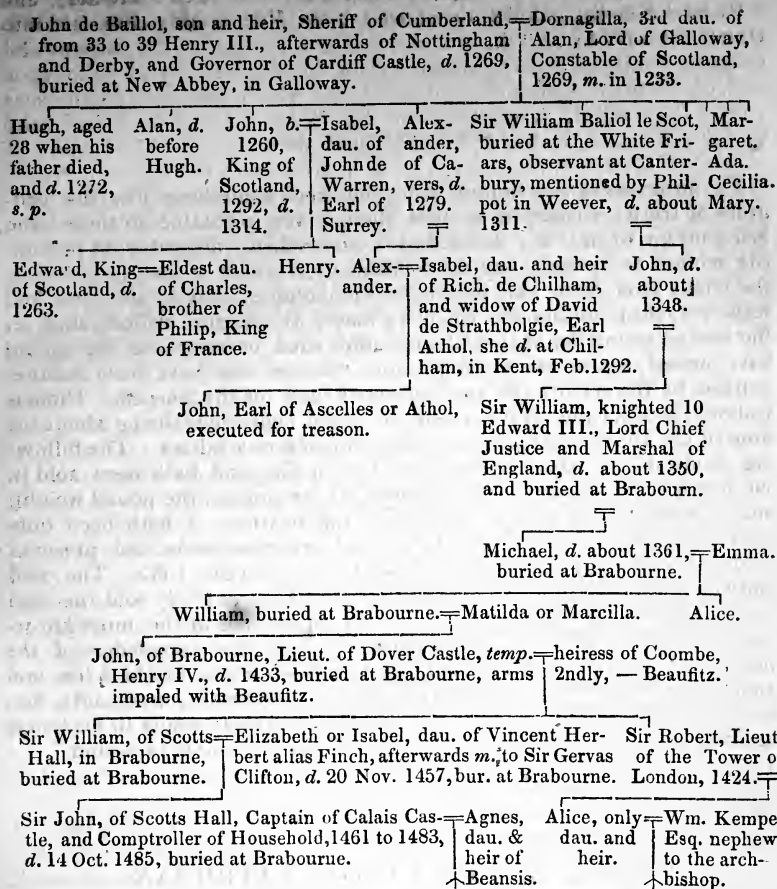 John de Baillol, son and heir, Sheriff of Cumberland,
from 33 to 39 Henry III., afterwards of Nottingham
and Derby, and Governor of Cardiff Castle, d. 1269,
buried at New Abbey, in Galloway.
Dornagilla, 3rd dau. of
Alan, Lord of Galloway,
Constable of Scotland,
1269, m. in 1233.
Hugh, aged
28 when his
father died,
and d. 1272,
s. p.
Alan, d.
before
Hugh.
John, b.
1260,
King of
Scotland,
1292, d.
1314.
Isabel,
dau. of
John de
Warren,
Earl of
Surrey.
Alex-
ander,
of Ca-
vers, d.
1279.
Sir William Baliol le Scot,
buried at the White Fri-
ars, observant at Canter-
bury, mentioned by Phil-
pot in Weever, d. about
1311.
Mar-
garet.
Ada.
Cecilia.
Mary.
Edward, King
of Scotland, d.
1263.
Eldest dau.
of Charles,
brother of
Philip, King
of France.
Henry.
Alex-
ander.
Isabel, dau. and heir
of Rich. de Chilham,
and widow of David
de Strathbolgie, Earl
Athol, she d. at Chil-
ham, in Kent, Feb. 1292.
John, d.
about
1348.
John, Earl of Ascelles or Athol,
executed for treason.
Sir William, knighted 10
Edward III., Lord Chief
Justice and Marshal of
England, d. about 1350,
and buried at Brabourn.
Michael, d. about 1361,
buried at Brabourne.
Emma.
William, buried at Brabourne.
Matilda or Marcilla.
Alice.
John, of Brabourne, Lieut. of Dover Castle, temp.
Henry IV., d. 1433, buried at Brabourne, arms
impaled with Beaufitz.
heiress of Coombe,
2ndly, — Beaufitz.
Sir William, of Scotts
Hall, in Brabourne,
buried at Brabourne.
Elizabeth or Isabel, dau. of Vincent Her-
bert alias Finch, afterwards m. to Sir Gervas
Clifton, d. 20 Nov. 1457, bur. at Brabourne.
Sir Robert, Lieut
of the Tower o
London, 1424.
Sir John, of Scotts Hall, Captain of Calais Cas-
tle, and Comptroller of Household, 1461 to 1483,
d. 14 Oct. 1485, buried at Brabourne.
Agnes,
dau. &
heir of
Beansis.
Alice, only
dau. and
heir.
Wm. Kempe
Esq. nephew
to the arch-
bishop.